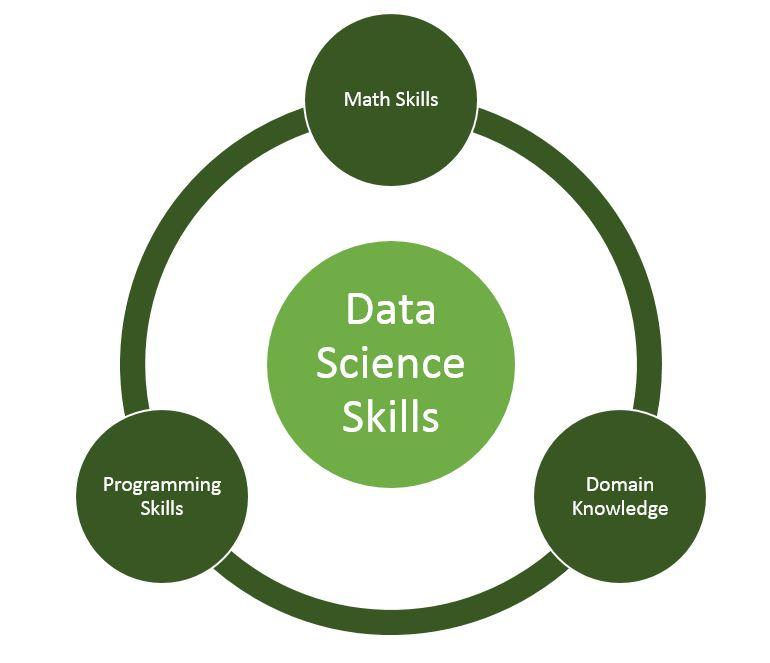 Math Skills
Data
Science
Skills
Programming
Skills
Domain
Knowledge